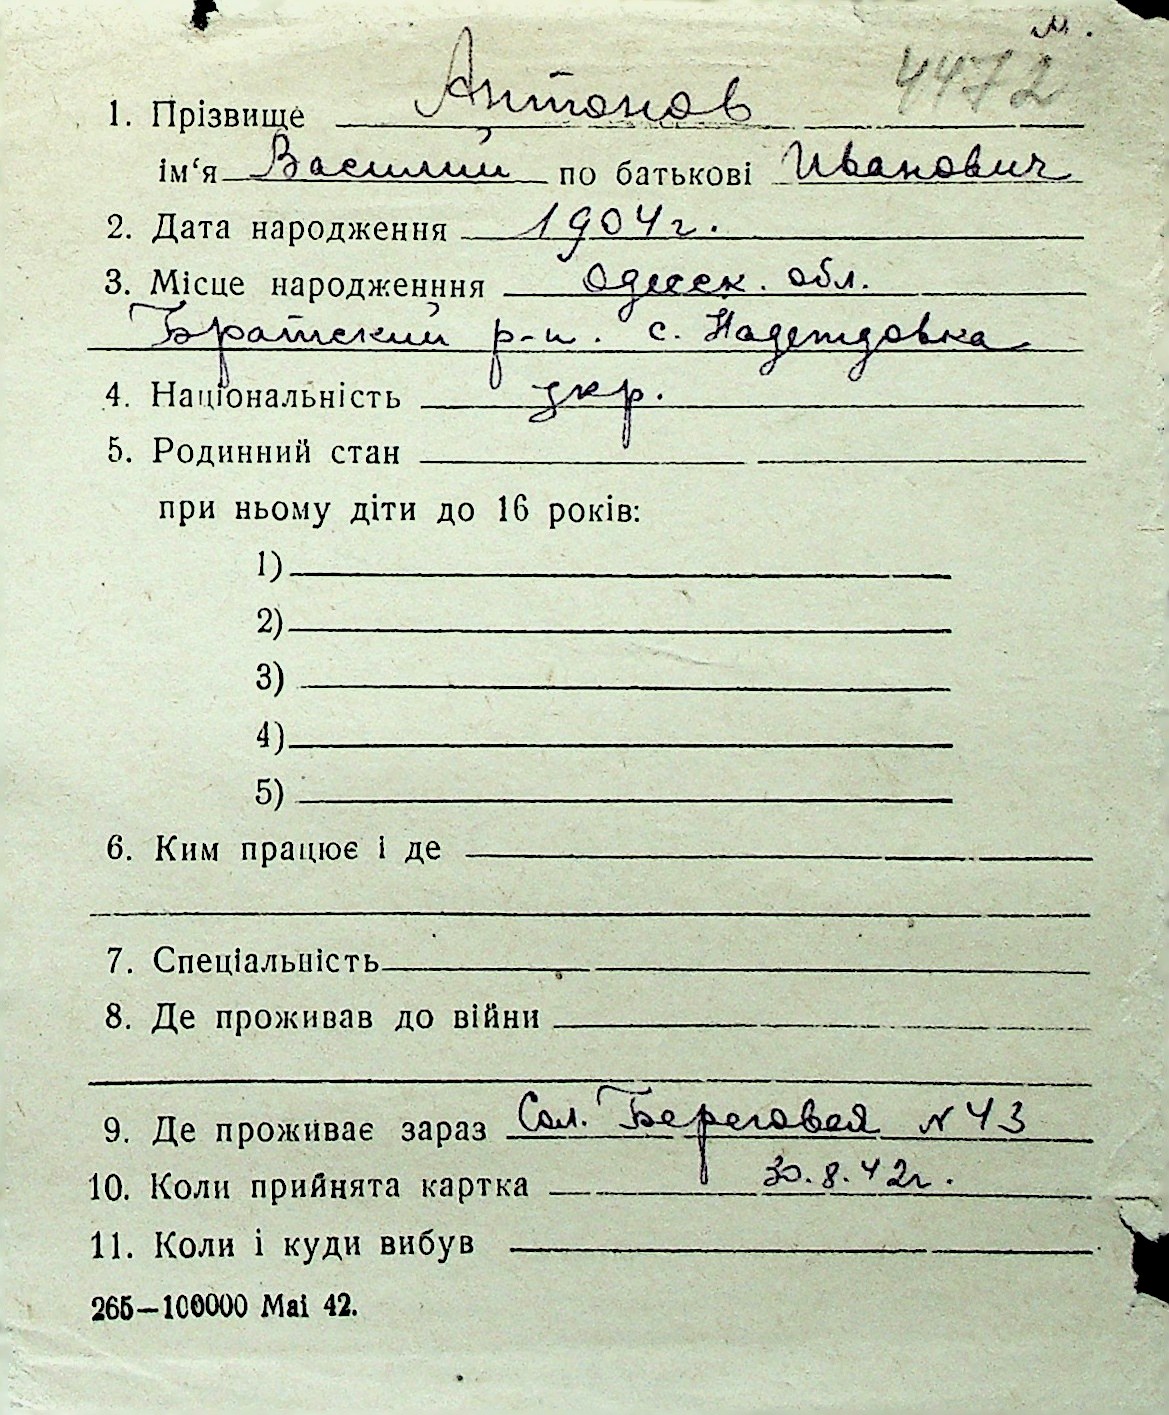 м.
4472
1. Прізвище Антонов
ім‘я Василий по батькові Иванович
2. Дата народження 1904г.
3. Місце народженння Одесск. обл.
Братский р-н. с. Надеждовка
4. Національність укр.
5. Родинний стан
при ньому діти до 16 років:
1)
2)
3)
4)
5)
6. Ким працює і де
7. Спеціальність
8. Де проживав до війни
9. Де проживає зараз Сол. Береговая N 43
10. Коли прийнята картка 30.8.42г.
11. Коли і куди вибув
265—100000 Mai 42.